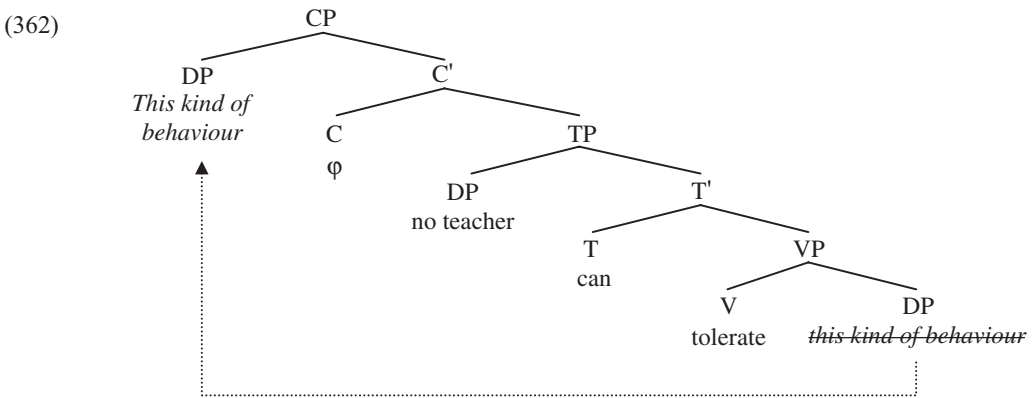 (362)
CP
DP
C'
This kind of
behaviour
C
TP
φ
DP
T'
no teacher
T
VP
can
V
DP
tolerate
this kind of behaviour